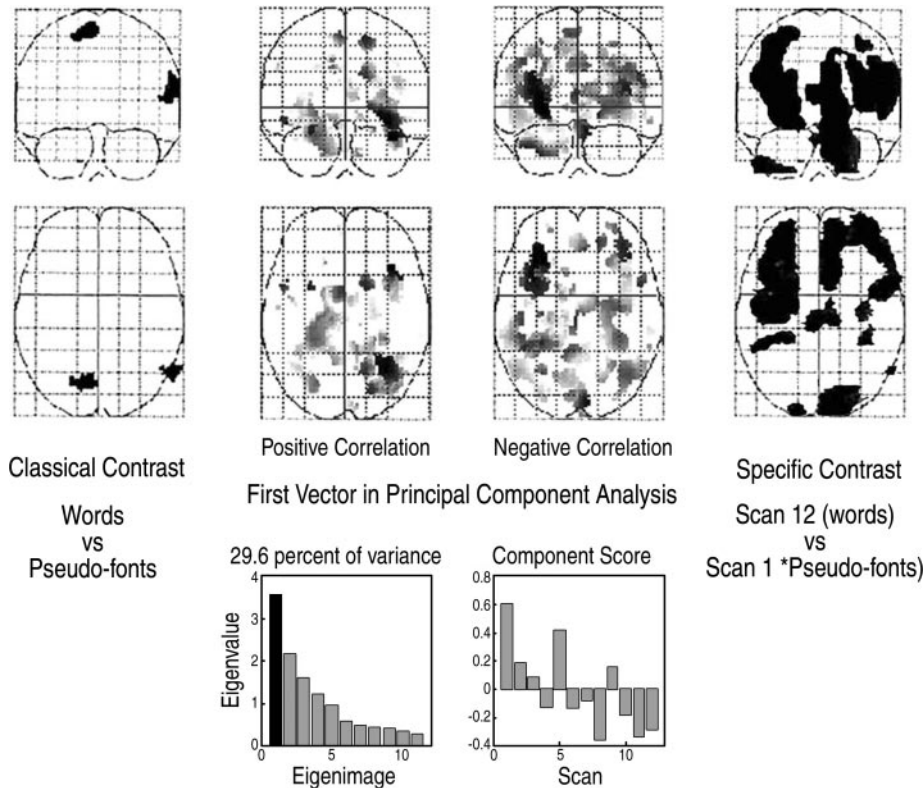 Classical Contrast
Words
vs
Pseudo-fonts
Positive Correlation
Negative Correlation
First Vector in Principal Component Analysis
Specific Contrast
Scan 12 (words)
vs
Scan 1 *Pseudo-fonts)
29.6 percent of variance
4
3
2
1
0
Eigenvalue
0
5
10
Eigenimage
Component Score
0.8
0.6
0.4
0.2
0
-0.2
-0.4
0
5
10
Scan